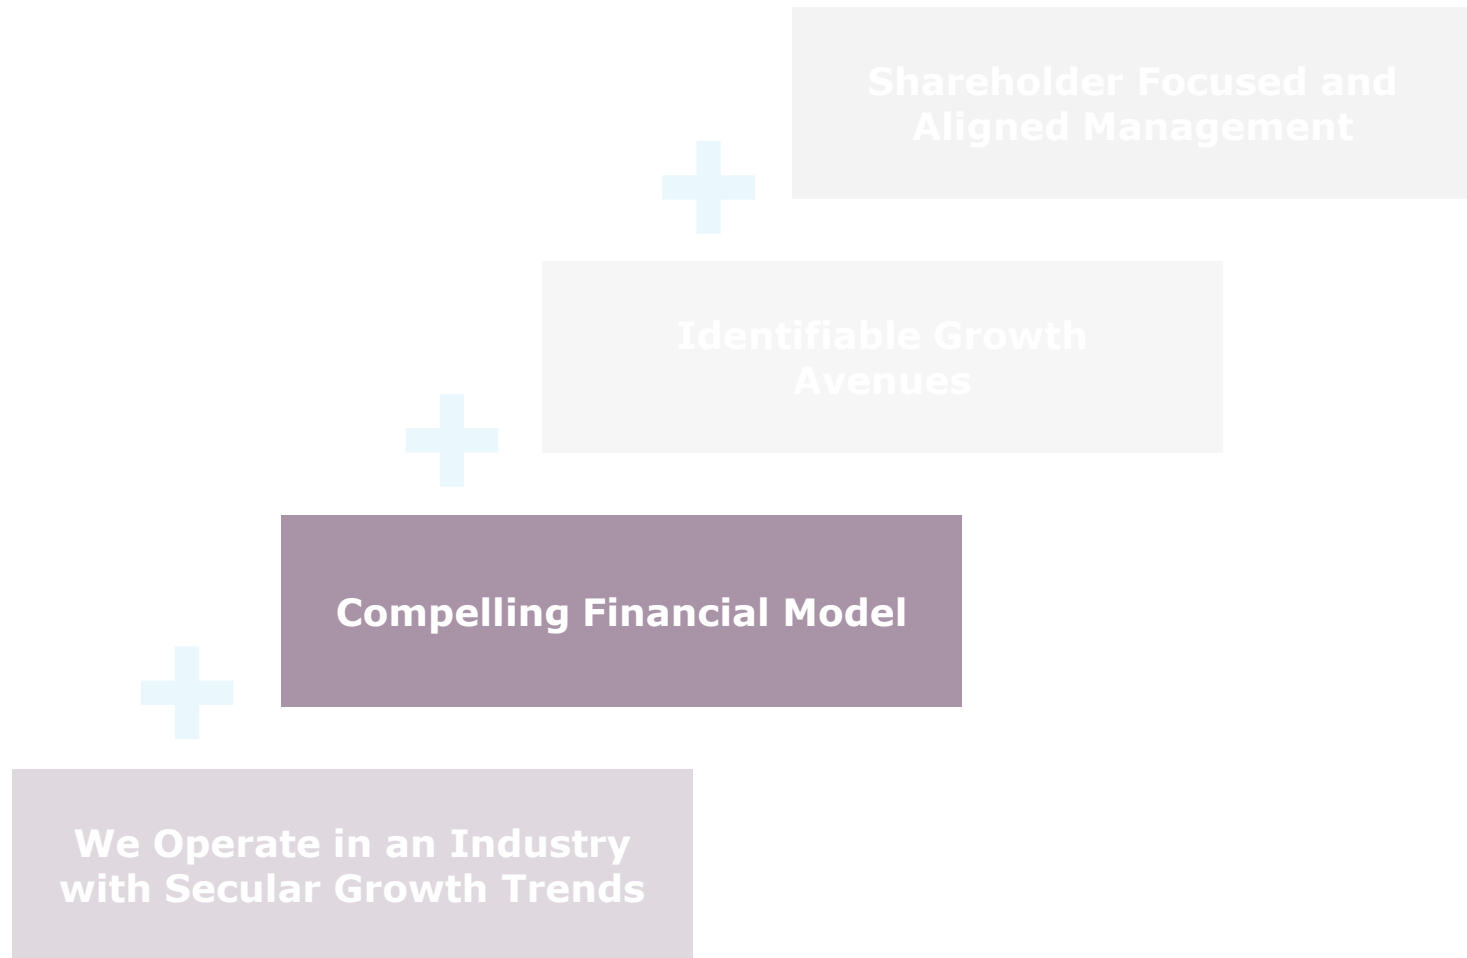 Shareholder Focused and
Aligned Management
Identifiable Growth
Avenues
Compelling Financial Model
We Operate in an Industry
with Secular Growth Trends